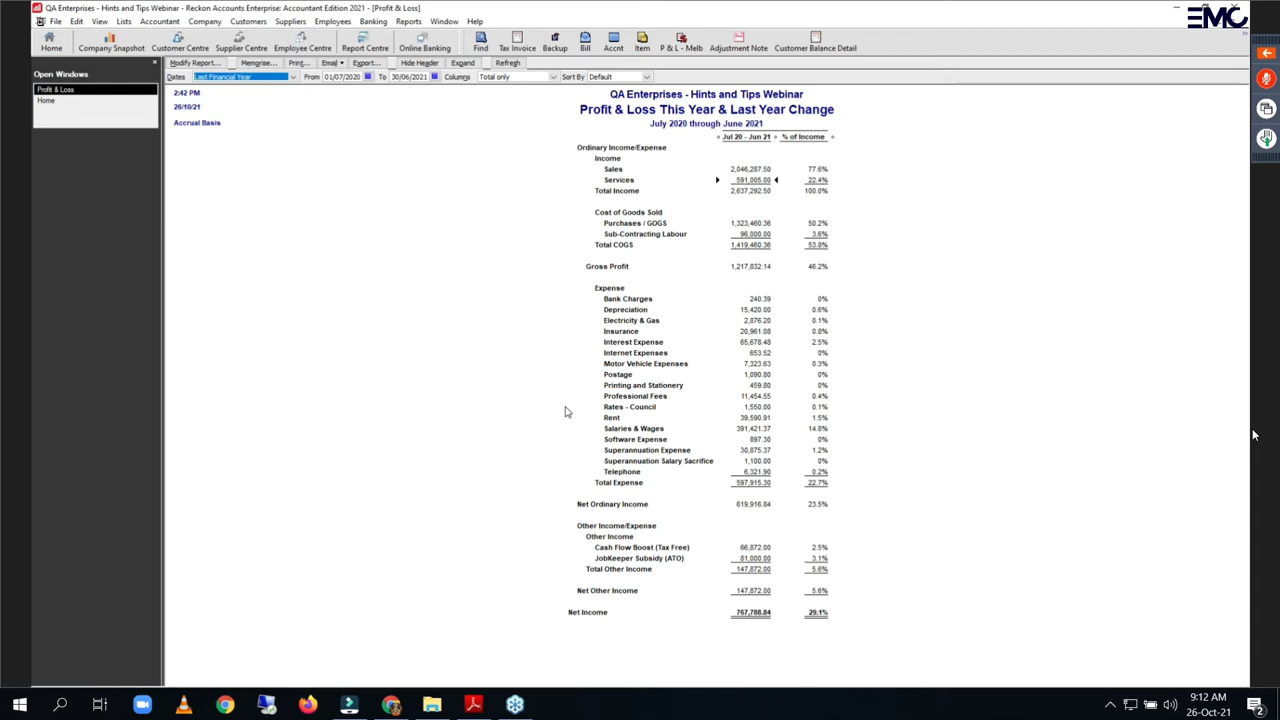 QA Enterprises - Hints and Tips Webinar - Reckon Accounts Enterprise: Accountant Edition 2021 - [Profit & Loss]
EMC
File Edit View Lists Accountant Company Customers Suppliers Employees Banking Reports Window Help
Home Company Snapshot Customer Centre Supplier Centre Employee Centre Report Centre Online Banking Find Tax Invoice Backup Bill Accnt Item P & L - Melb Adjustment Note Customer Balance Detail
Open Windows
Profit & Loss
Home
Modify Report... Memorise... Print... Email Export... Hide Header Expand Refresh
Dates Last Financial Year From 01/07/2020 To 30/06/2021 Columns Total only Sort By Default
2:42 PM
26/10/21
Accrual Basis
QA Enterprises - Hints and Tips Webinar
Profit & Loss This Year & Last Year Change
July 2020 through June 2021
Jul 20 - Jun 21 % of Income
Ordinary Income/Expense
Income
Sales 2,046,287.50 77.6%
Services 591,005.00 22.4%
Total Income 2,637,292.50 100.0%
Cost of Goods Sold
Purchases / GOGS 1,323,460.36 50.2%
Sub-Contracting Labour 96,000.00 3.6%
Total COGS 1,419,460.36 53.8%
Gross Profit 1,217,832.14 46.2%
Expense
Bank Charges 240.39 0%
Depreciation 15,420.00 0.6%
Electricity & Gas 2,876.20 0.1%
Insurance 20,961.08 0.8%
Interest Expense 65,678.48 2.5%
Internet Expenses 653.52 0%
Motor Vehicle Expenses 7,323.63 0.3%
Postage 1,090.80 0%
Printing and Stationery 459.80 0%
Professional Fees 11,454.55 0.4%
Rates - Council 1,550.00 0.1%
Rent 39,590.91 1.5%
Salaries & Wages 391,421.37 14.8%
Software Expense 897.30 0%
Superannuation Expense 30,875.37 1.2%
Superannuation Salary Sacrifice 1,100.00 0%
Telephone 6,321.90 0.2%
Total Expense 597,915.30 22.7%
Net Ordinary Income 619,916.84 23.5%
Other Income/Expense
Other Income
Cash Flow Boost (Tax Free) 66,872.00 2.5%
JobKeeper Subsidy (ATO) 81,000.00 3.1%
Total Other Income 147,872.00 5.6%
Net Other Income 147,872.00 5.6%
Net Income 767,788.84 29.1%
9:12 AM
26-Oct-21
2